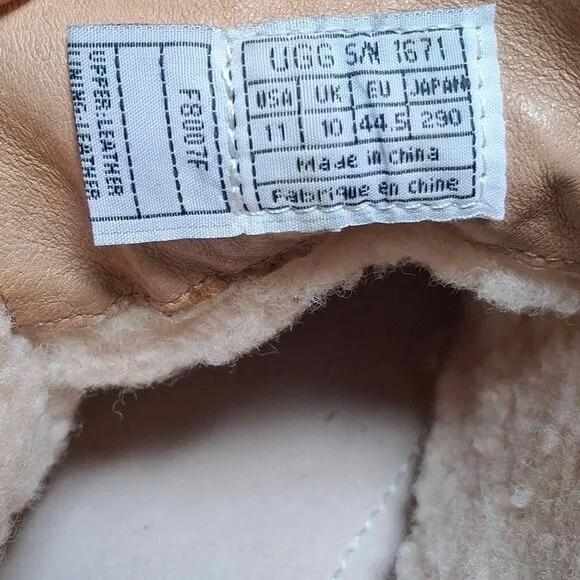 UGG S/N 1671
USA UK EU JAPAN
11 10 44.5 290
Made in China
Fabrique en Chine
F8007F
UPPER:LEATHER
LINING:LEATHER